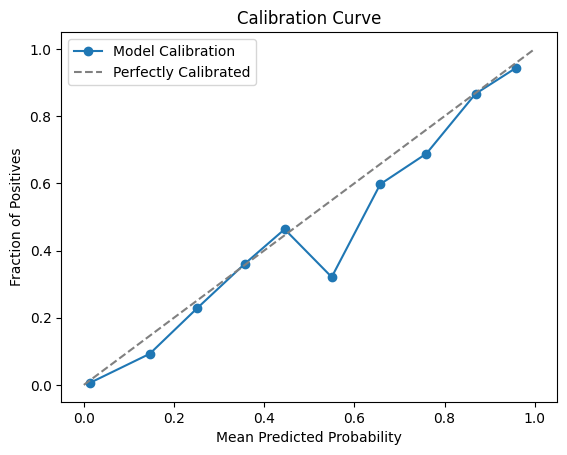 Calibration Curve
Model Calibration
Perfectly Calibrated
1.0
0.8
0.6
0.4
0.2
0.0
Fraction of Positives
0.0 0.2 0.4 0.6 0.8 1.0
Mean Predicted Probability